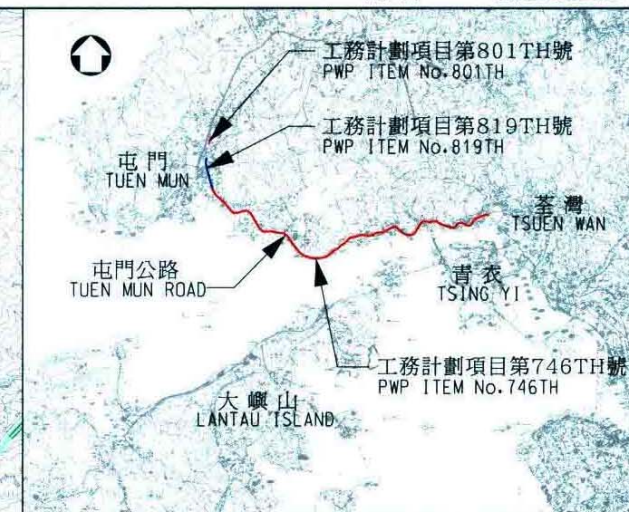 工務計劃項目第801TH號
PWP ITEM No.801TH
工務計劃項目第819TH號
PWP ITEM No.819TH
屯門
TUEN MUN
荃灣
TSUEN WAN
屯門公路
TUEN MUN ROAD
青衣
TSING YI
工務計劃項目第746TH號
PWP ITEM No.746TH
大嶼山
LANTAU ISLAND